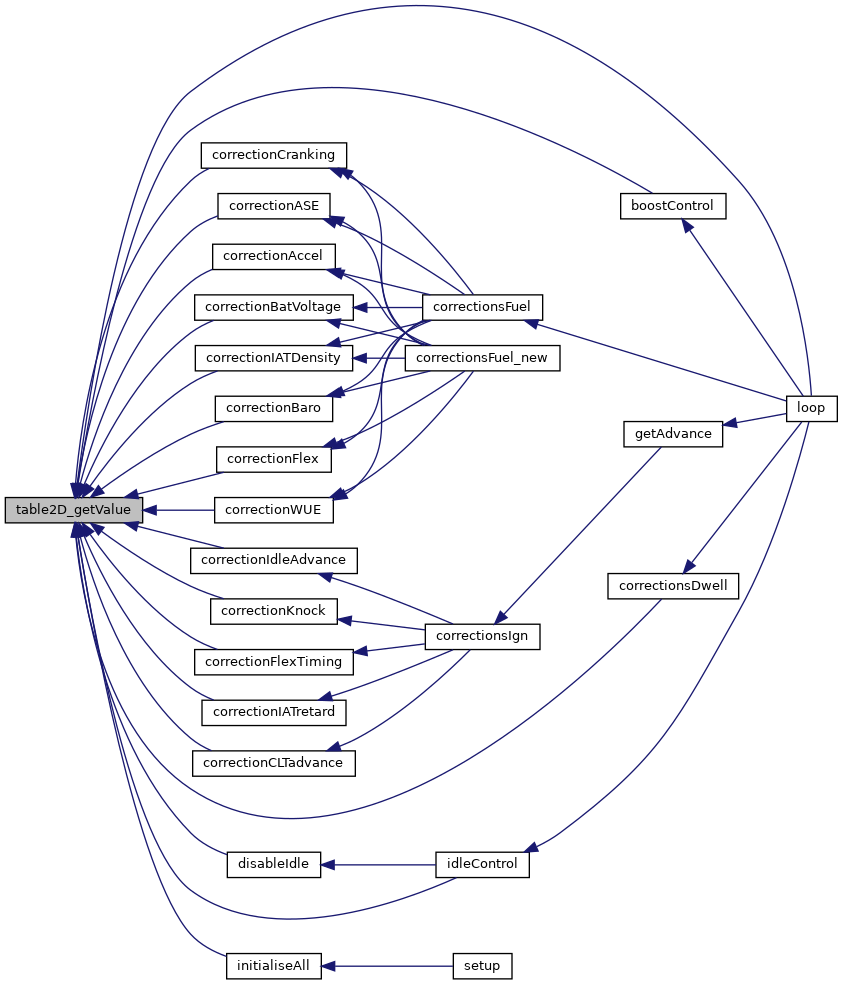 correctionCranking
correctionASE
boostControl
correctionAccel
correctionBatVoltage
correctionsFuel
correctionIATDensity
correctionsFuel_new
correctionBaro
loop
getAdvance
correctionFlex
table2D_getValue
correctionWUE
correctionIdleAdvance
correctionsDwell
correctionKnock
correctionsIgn
correctionFlexTiming
correctionIATretard
correctionCLTadvance
disableIdle
idleControl
initialiseAll
setup